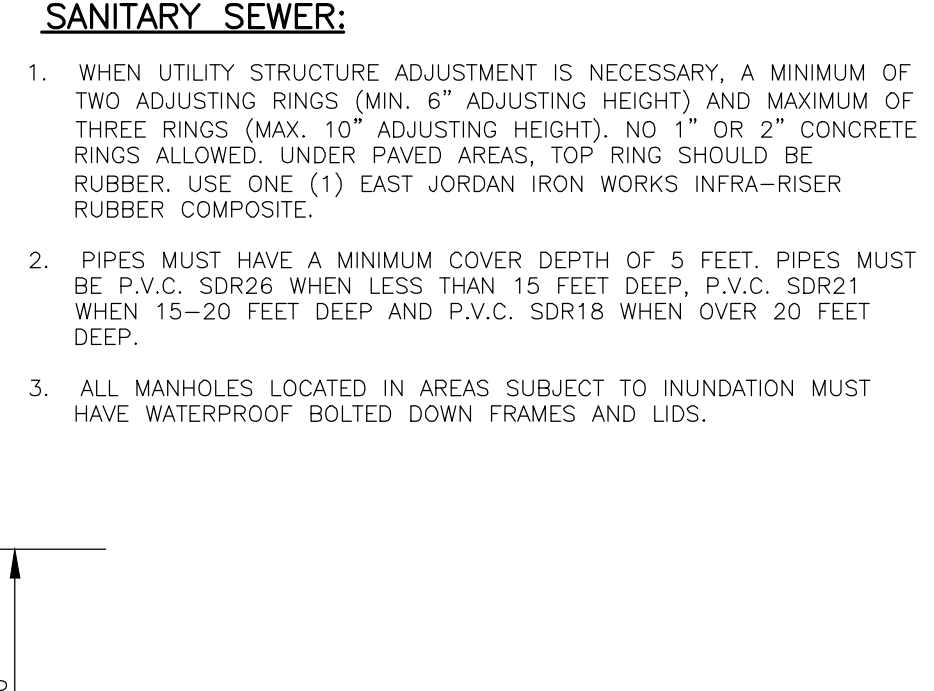 SANITARY SEWER:
1. WHEN UTILITY STRUCTURE ADJUSTMENT IS NECESSARY, A MINIMUM OF
TWO ADJUSTING RINGS (MIN. 6" ADJUSTING HEIGHT) AND MAXIMUM OF
THREE RINGS (MAX. 10" ADJUSTING HEIGHT). NO 1" OR 2" CONCRETE
RINGS ALLOWED. UNDER PAVED AREAS, TOP RING SHOULD BE
RUBBER. USE ONE (1) EAST JORDAN IRON WORKS INFRA-RISER
RUBBER COMPOSITE.
2. PIPES MUST HAVE A MINIMUM COVER DEPTH OF 5 FEET. PIPES MUST
BE P.V.C. SDR26 WHEN LESS THAN 15 FEET DEEP, P.V.C. SDR21
WHEN 15-20 FEET DEEP AND P.V.C. SDR18 WHEN OVER 20 FEET
DEEP.
3. ALL MANHOLES LOCATED IN AREAS SUBJECT TO INUNDATION MUST
HAVE WATERPROOF BOLTED DOWN FRAMES AND LIDS.